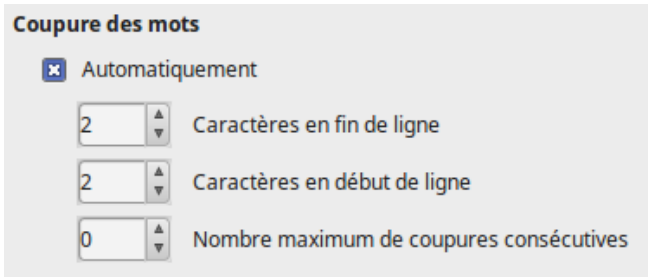 Coupure des mots
Automatiquement
2 Caractères en fin de ligne
2 Caractères en début de ligne
0 Nombre maximum de coupures consécutives